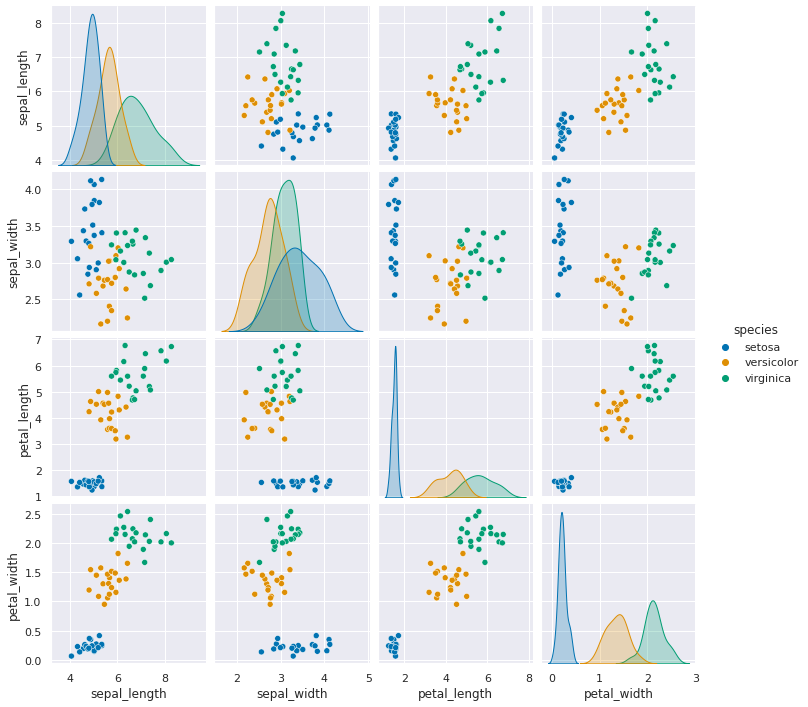 8
7
6
5
4
sepal_length
4.0
3.5
3.0
2.5
sepal_width
7
6
5
4
3
2
1
petal_length
2.5
2.0
1.5
1.0
0.5
0.0
petal_width
4 6 8
sepal_length
2 3 4 5
sepal_width
2 4 6 8
petal_length
0 1 2 3
petal_width
species
setosa
versicolor
virginica